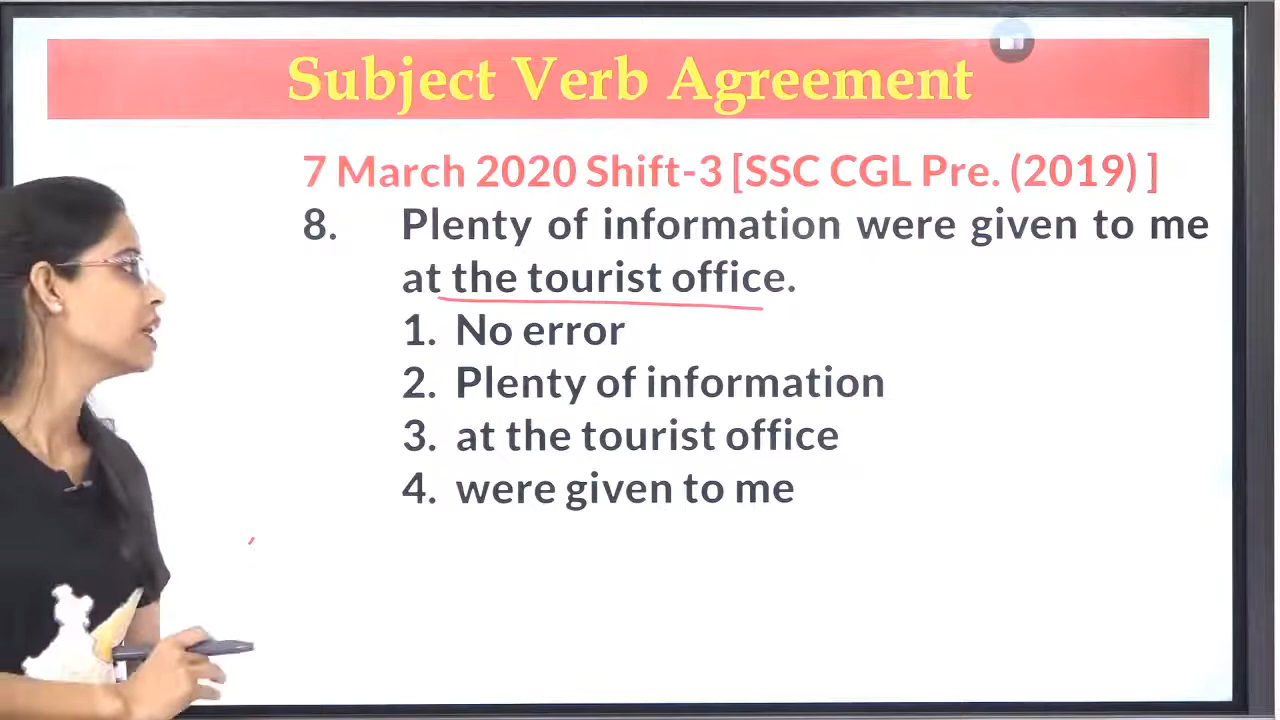 Subject Verb Agreement
7 March 2020 Shift-3 [SSC CGL Pre. (2019) ]
8. Plenty of information were given to me
at the tourist office.
1. No error
2. Plenty of information
3. at the tourist office
4. were given to me